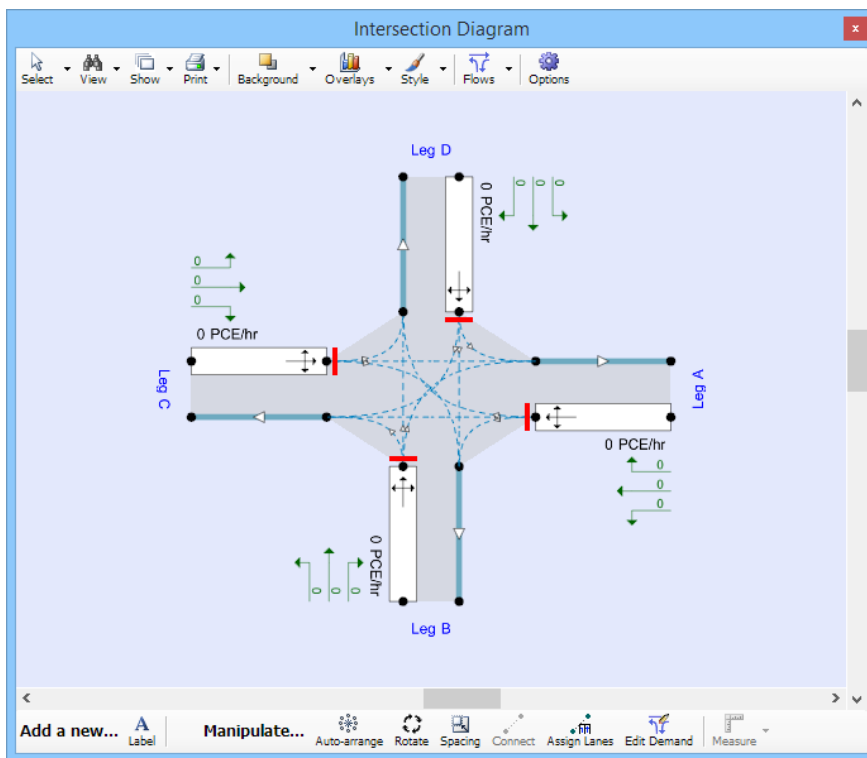 Intersection Diagram
x
Select View Show Print Background Overlays Style Flows Options
Leg D
0 PCE/hr
0 0 0
0
0
0
0 PCE/hr
Leg C
Leg A
0 PCE/hr
0
0
0
0 PCE/hr
0 0 0
Leg B
Add a new... A Label Manipulate... Auto-arrange Rotate Spacing Connect Assign Lanes Edit Demand Measure